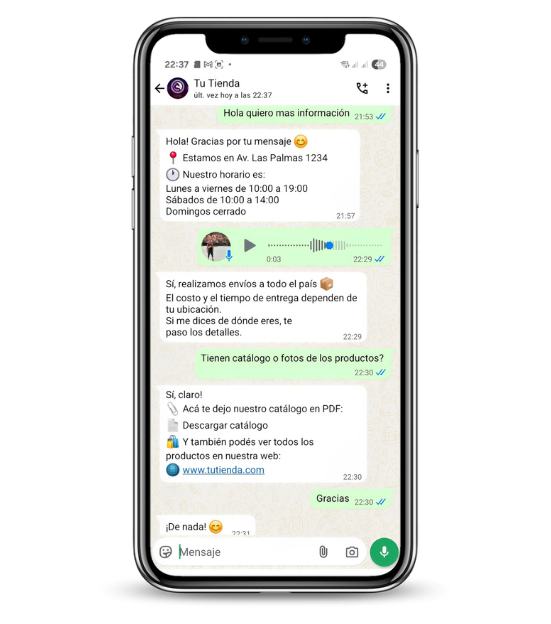 22:37
44
Tu Tienda
últ. vez hoy a las 22.37
Hola quiero mas información 21:53
Hola! Gracias por tu mensaje 😊
📍 Estamos en Av. Las Palmas 1234
🕐 Nuestro horario es:
Lunes a viernes de 10:00 a 19:00
Sábados de 10:00 a 14:00
Domingos cerrado
21:57
0:03 22:29
Sí, realizamos envíos a todo el país 📦
El costo y el tiempo de entrega dependen de
tu ubicación.
Si me dices de dónde eres, te
paso los detalles.
22:29
Tienen catálogo o fotos de los productos?
22:30
Sí, claro!
📎 Acá te dejo nuestro catálogo en PDF:
📄 Descargar catálogo
🛍️ Y también podés ver todos los
productos en nuestra web:
🌐 www.tutienda.com
22:30
Gracias 22:30
¡De nada! 😊 22:31
Mensaje